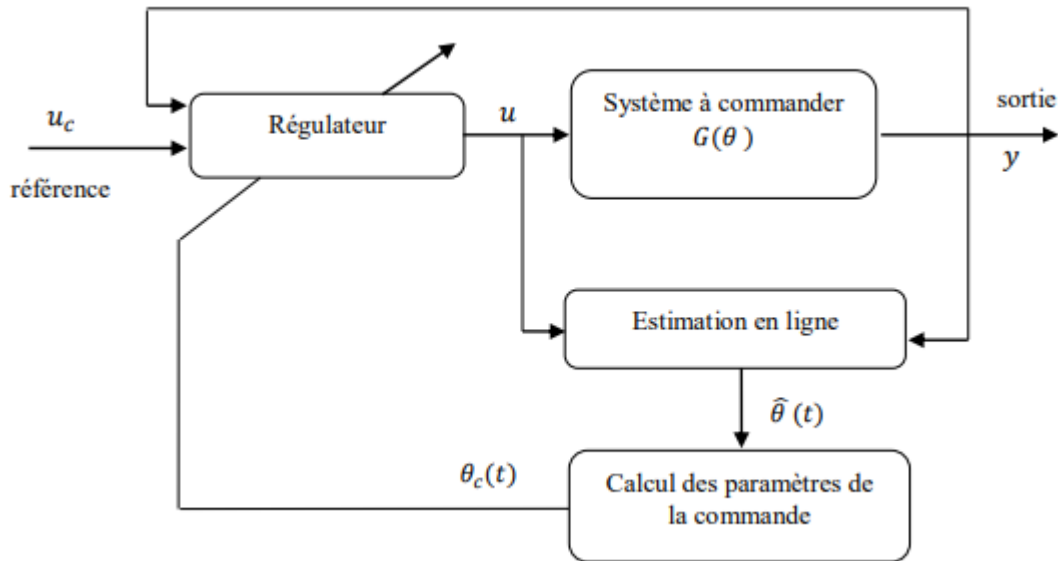 u_c
référence
Régulateur
u
Système à commander
G(θ )
sortie
y
Estimation en ligne
θ̂ (t)
θ_c(t)
Calcul des paramètres de
la commande